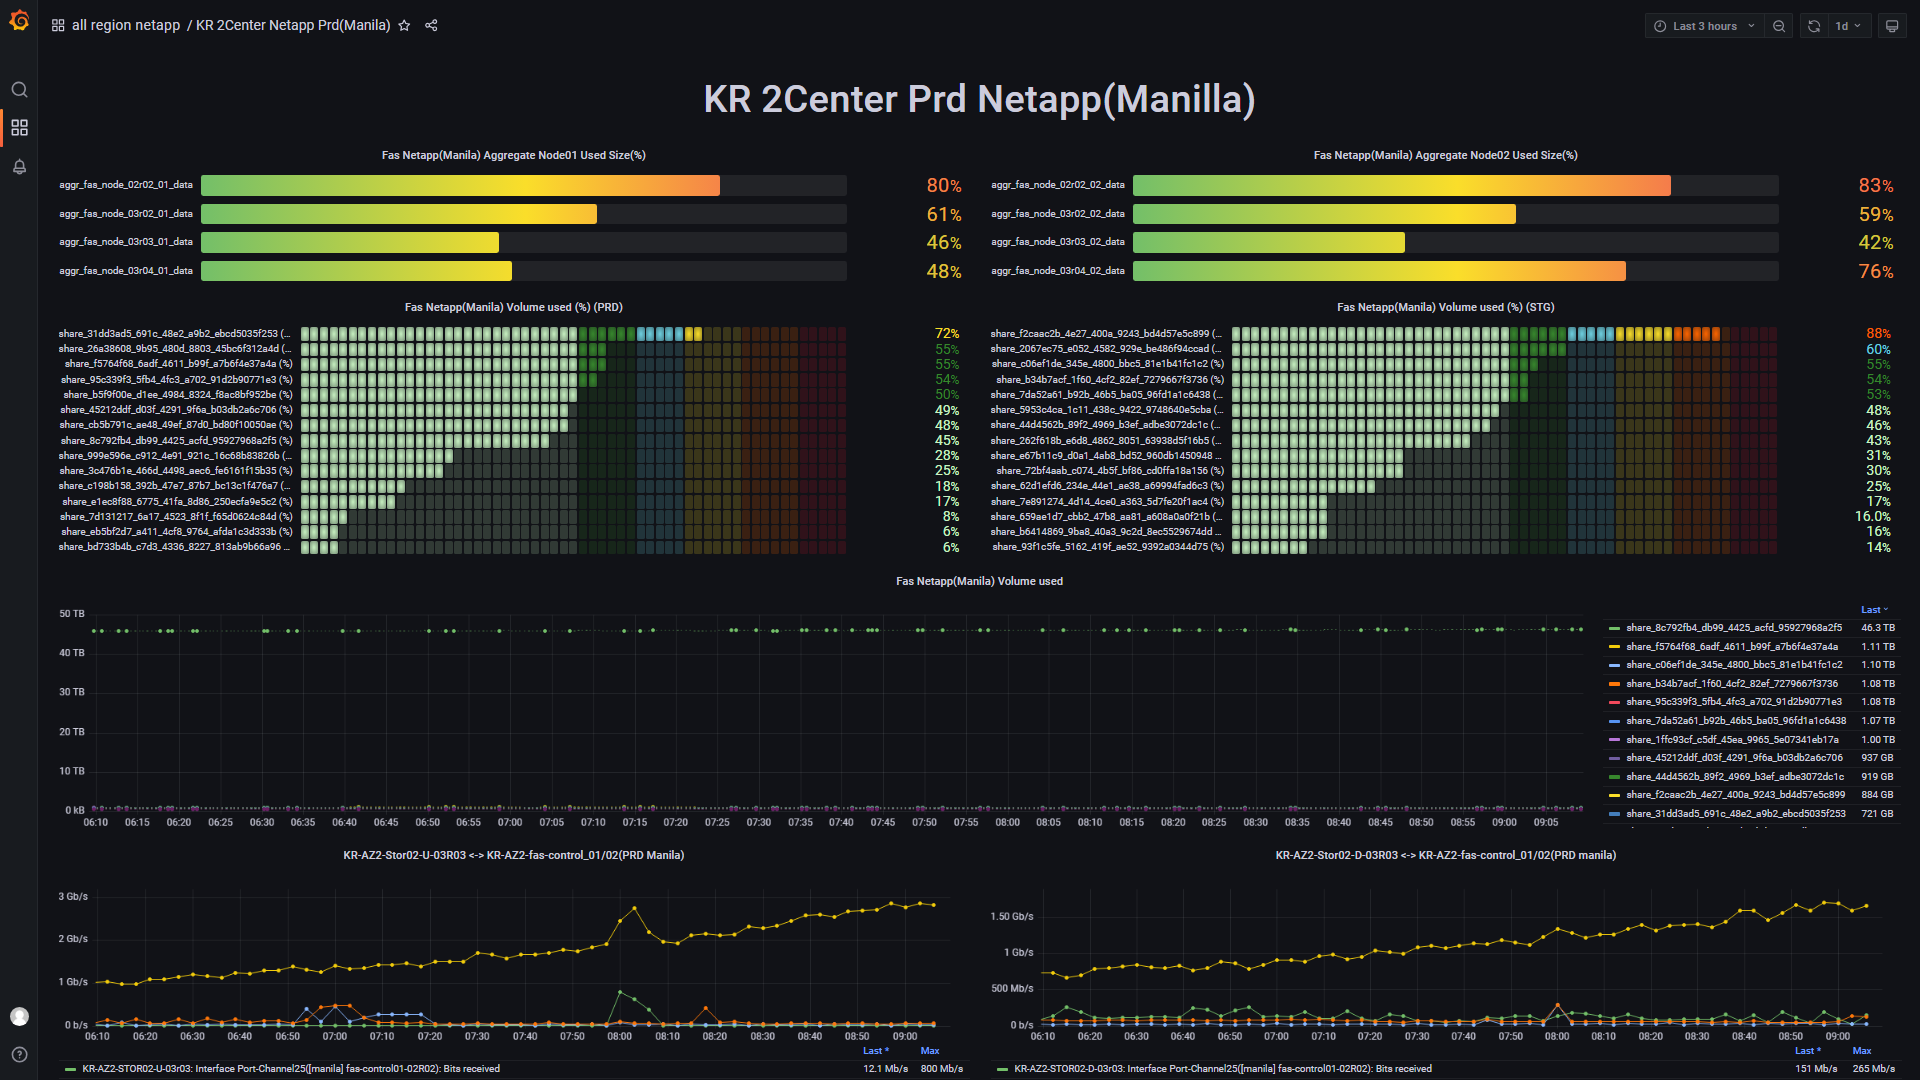 all region netapp / KR 2Center Netapp Prd(Manila)
Last 3 hours
1d
KR 2Center Prd Netapp(Manilla)
Fas Netapp(Manila) Aggregate Node01 Used Size(%)
aggr_fas_node_02r02_01_data 80%
aggr_fas_node_03r02_01_data 61%
aggr_fas_node_03r03_01_data 46%
aggr_fas_node_03r04_01_data 48%
Fas Netapp(Manila) Aggregate Node02 Used Size(%)
aggr_fas_node_02r02_02_data 83%
aggr_fas_node_03r02_02_data 59%
aggr_fas_node_03r03_02_data 42%
aggr_fas_node_03r04_02_data 76%
Fas Netapp(Manila) Volume used (%) (PRD)
share_31dd3ad5_691c_48e2_a9b2_ebcd5035f253 (... 72%
share_26a38608_9b95_480d_8803_45bc6f312a4d (... 55%
share_f5764f68_6adf_4611_b99f_a7b6f4e37a4a (%) 55%
share_95c339f3_5fb4_4fc3_a702_91d2b90771e3 (%) 54%
share_b5f9f00e_d1ee_4984_8324_f8ac8bf952be (%) 50%
share_45212ddf_d03f_4291_9f6a_b03db2a6c706 (%) 49%
share_cb5b791c_ae48_49ef_87d0_bd80f10050ae (%) 48%
share_8c792fb4_db99_4425_acfd_95927968a2f5 (%) 45%
share_999e596e_c912_4e91_921c_16c68b83826b (... 28%
share_3c476b1e_466d_4498_aec6_fe6161f15b35 (%) 25%
share_c198b158_392b_47e7_87b7_bc13c1f476a7 (... 18%
share_e1ec8f88_6775_41fa_8d86_250ecfa9e5c2 (%) 17%
share_7d131217_6a17_4523_8f1f_f65d0624c84d (%) 8%
share_eb5bf2d7_a411_4cf8_9764_afda1c3d333b (%) 6%
share_bd733b4b_c7d3_4336_8227_813ab9b66a96 ... 6%
Fas Netapp(Manila) Volume used (%) (STG)
share_f2caac2b_4e27_400a_9243_bd4d57e5c899 (... 88%
share_2067ec75_e052_4582_929e_be486f94ccad (... 60%
share_c06ef1de_345e_4800_bbc5_81e1b41fc1c2 (%) 55%
share_b34b7acf_1f60_4cf2_82ef_7279667f3736 (%) 54%
share_7da52a61_b92b_46b5_ba05_96fd1a1c6438 (... 53%
share_5953c4ca_1c11_438c_9422_9748640e5cba (... 48%
share_44d4562b_89f2_4969_b3ef_adbe3072dc1c (... 46%
share_262f618b_e6d8_4862_8051_63938d5f16b5 (... 43%
share_e67b11c9_d0a1_4ab8_bd52_960db1450948 ... 31%
share_72bf4aab_c074_4b5f_bf86_cd0ffa18a156 (%) 30%
share_62d1efd6_234e_44e1_ae38_a69994fad6c3 (%) 25%
share_7e891274_4d14_4ce0_a363_5d7fe20f1ac4 (%) 17%
share_659ae1d7_cbb2_47b8_aa81_a608a0a0f21b (... 16.0%
share_b6414869_9ba8_40a3_9c2d_8ec5529674dd ... 16%
share_93f1c5fe_5162_419f_ae52_9392a0344d75 (%) 14%
Fas Netapp(Manila) Volume used
50 TB
40 TB
30 TB
20 TB
10 TB
0 kB
06:10 06:15 06:20 06:25 06:30 06:35 06:40 06:45 06:50 06:55 07:00 07:05 07:10 07:15 07:20 07:25 07:30 07:35 07:40 07:45 07:50 07:55 08:00 08:05 08:10 08:15 08:20 08:25 08:30 08:35 08:40 08:45 08:50 08:55 09:00 09:05
Last
share_8c792fb4_db99_4425_acfd_95927968a2f5 46.3 TB
share_f5764f68_6adf_4611_b99f_a7b6f4e37a4a 1.11 TB
share_c06ef1de_345e_4800_bbc5_81e1b41fc1c2 1.10 TB
share_b34b7acf_1f60_4cf2_82ef_7279667f3736 1.08 TB
share_95c339f3_5fb4_4fc3_a702_91d2b90771e3 1.08 TB
share_7da52a61_b92b_46b5_ba05_96fd1a1c6438 1.07 TB
share_1ffc93cf_c5df_45ea_9965_5e07341eb17a 1.00 TB
share_45212ddf_d03f_4291_9f6a_b03db2a6c706 937 GB
share_44d4562b_89f2_4969_b3ef_adbe3072dc1c 919 GB
share_f2caac2b_4e27_400a_9243_bd4d57e5c899 884 GB
share_31dd3ad5_691c_48e2_a9b2_ebcd5035f253 721 GB
KR-AZ2-Stor02-U-03R03 <-> KR-AZ2-fas-control_01/02(PRD Manila)
3 Gb/s
2 Gb/s
1 Gb/s
0 b/s
06:10 06:20 06:30 06:40 06:50 07:00 07:10 07:20 07:30 07:40 07:50 08:00 08:10 08:20 08:30 08:40 08:50 09:00
Last * Max
KR-AZ2-STOR02-U-03r03: Interface Port-Channel25([manila] fas-control01-02R02): Bits received 12.1 Mb/s 800 Mb/s
KR-AZ2-Stor02-D-03R03 <-> KR-AZ2-fas-control_01/02(PRD manila)
1.50 Gb/s
1 Gb/s
500 Mb/s
0 b/s
06:10 06:20 06:30 06:40 06:50 07:00 07:10 07:20 07:30 07:40 07:50 08:00 08:10 08:20 08:30 08:40 08:50 09:00
Last * Max
KR-AZ2-STOR02-D-03r03: Interface Port-Channel25([manila] fas-control01-02R02): Bits received 151 Mb/s 265 Mb/s